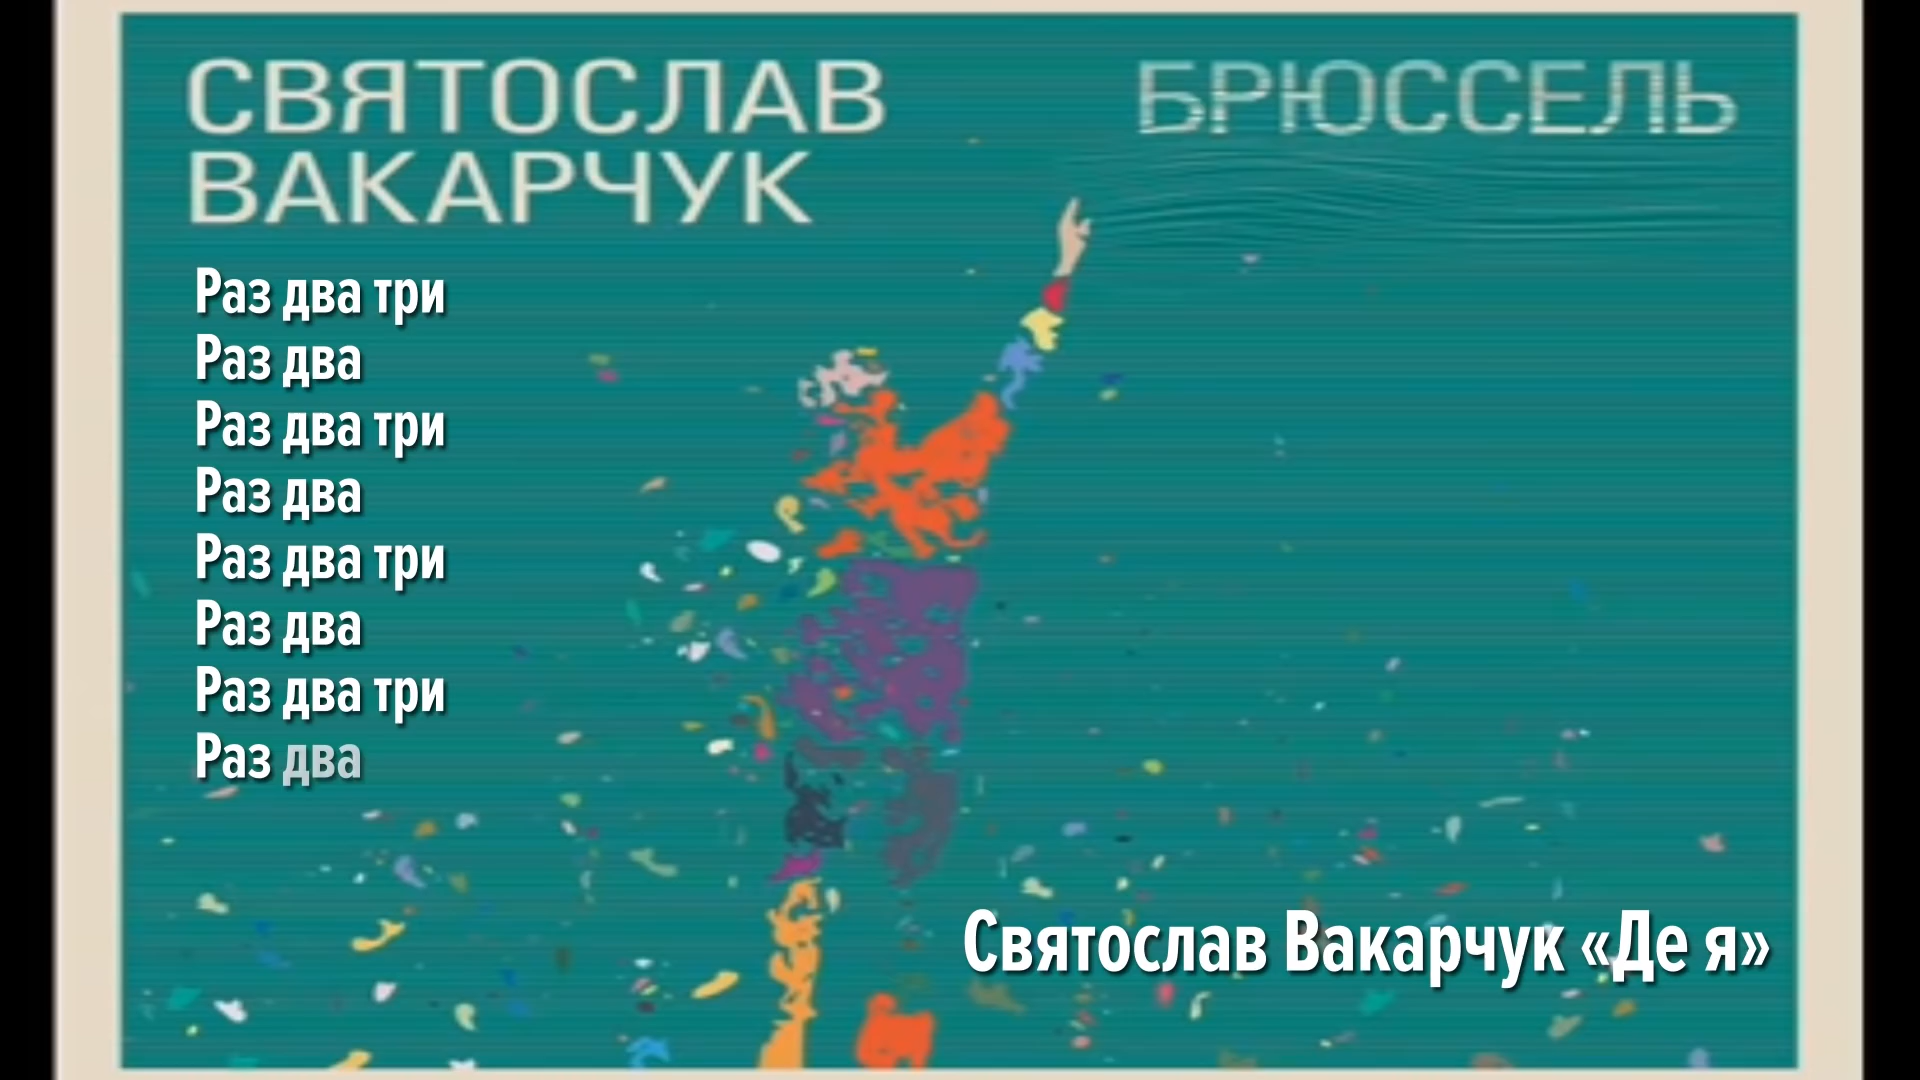 СВЯТОСЛАВ
ВАКАРЧУК
БРЮССЕЛЬ
Раз два три
Раз два
Раз два три
Раз два
Раз два три
Раз два
Раз два три
Раз два
Святослав Вакарчук «Де я»